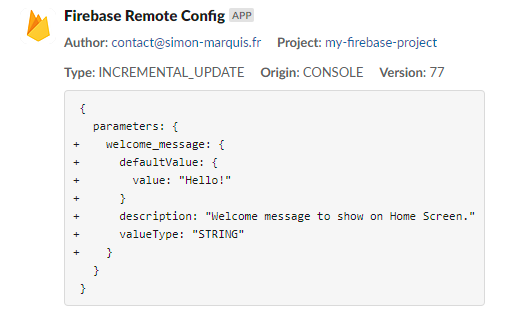 Firebase Remote Config APP
Author: contact@simon-marquis.fr Project: my-firebase-project
Type: INCREMENTAL_UPDATE Origin: CONSOLE Version: 77
  {
    parameters: {
+     welcome_message: {
+       defaultValue: {
+         value: "Hello!"
+       }
+       description: "Welcome message to show on Home Screen."
+       valueType: "STRING"
+     }
    }
  }